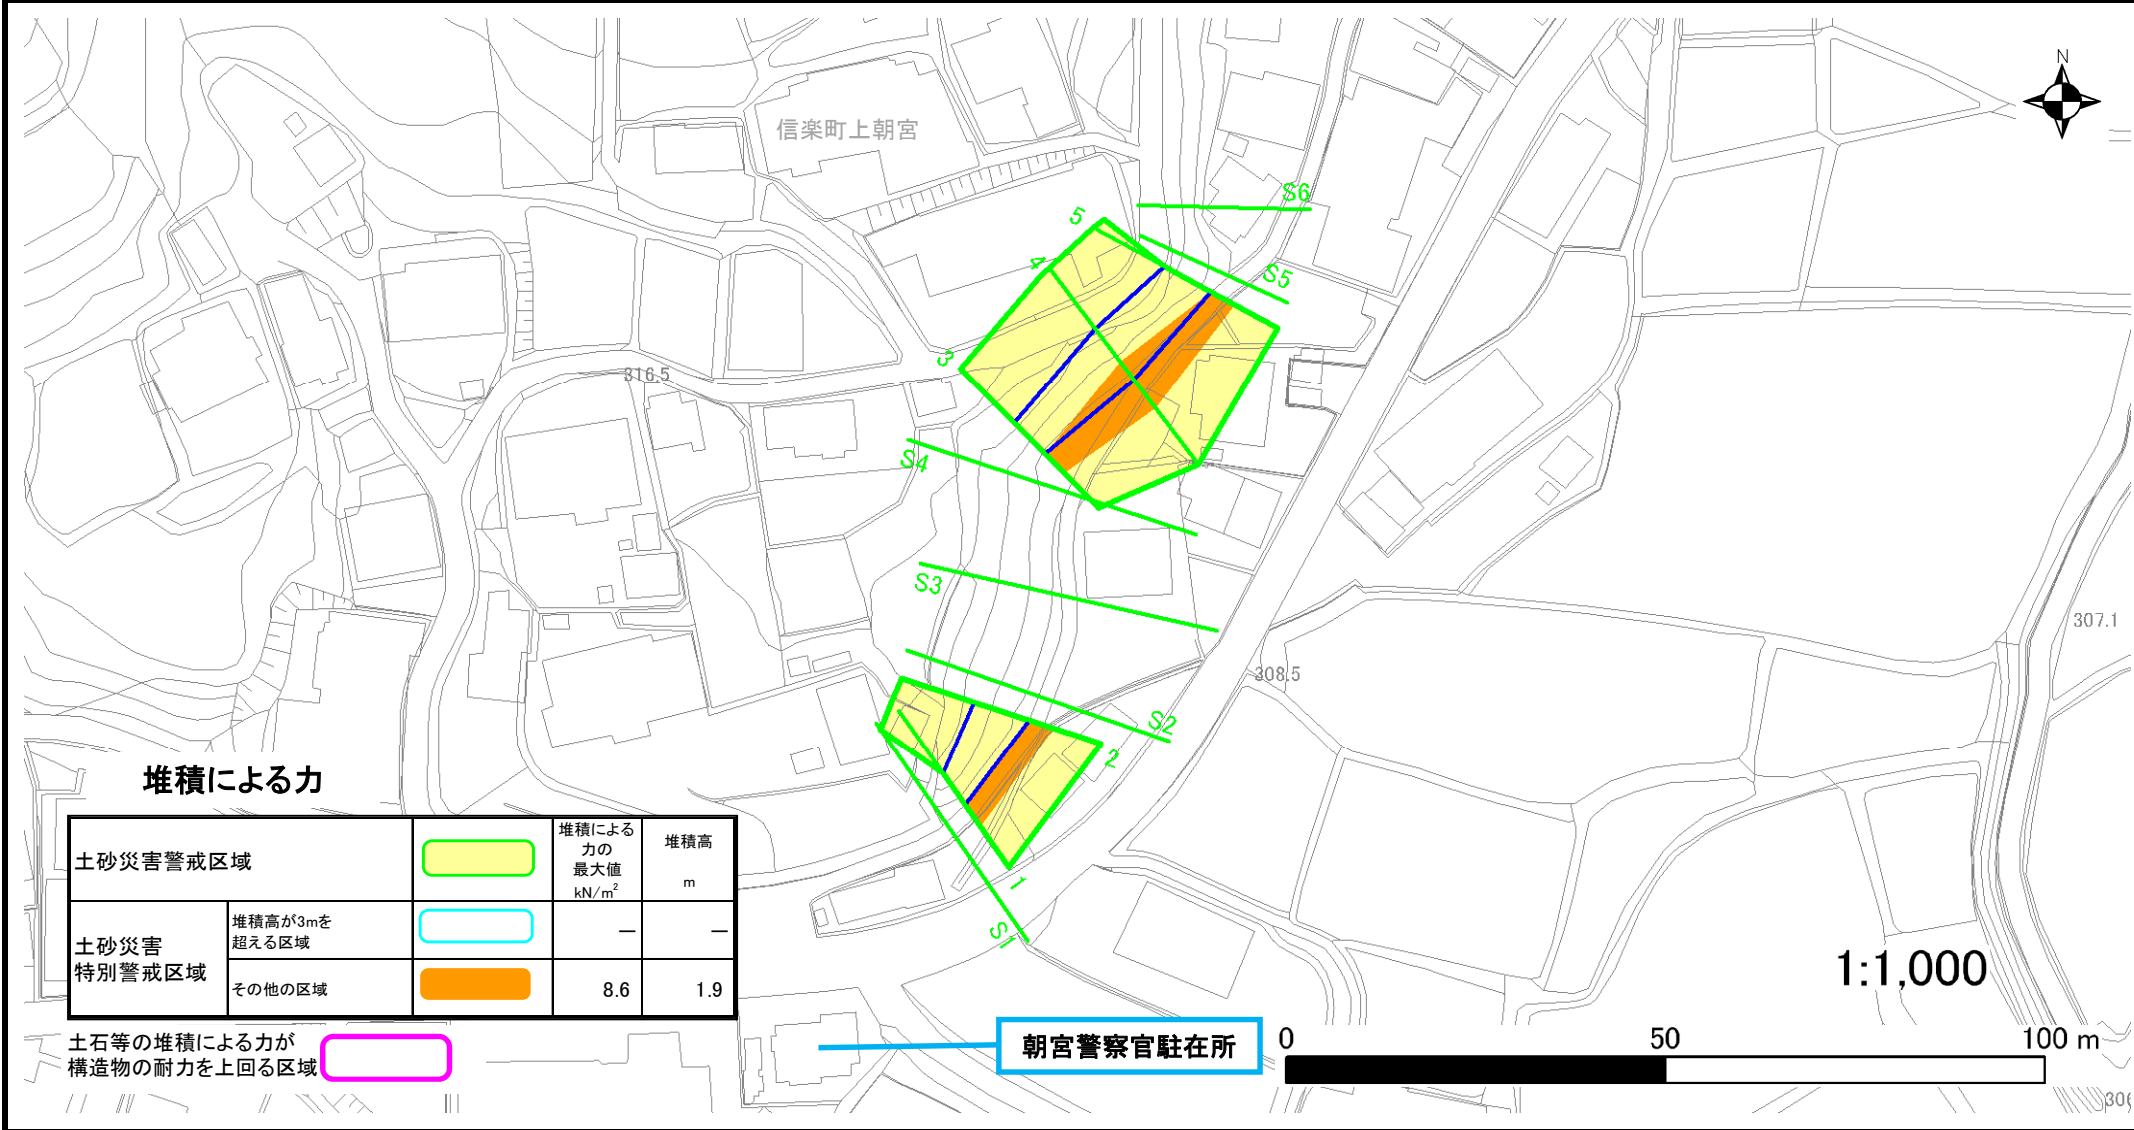 N
信楽町上朝宮
S6
5
4
S5
3
316.5
S4
S3
307.1
308.5
S2
2
1
S1
堆積による力
土砂災害警戒区域
堆積による
力の
最大値
kN/m²
堆積高
m
土砂災害
特別警戒区域
堆積高が3mを
超える区域
—
—
その他の区域
8.6
1.9
土石等の堆積による力が
構造物の耐力を上回る区域
朝宮警察官駐在所
1:1,000
0
50
100 m